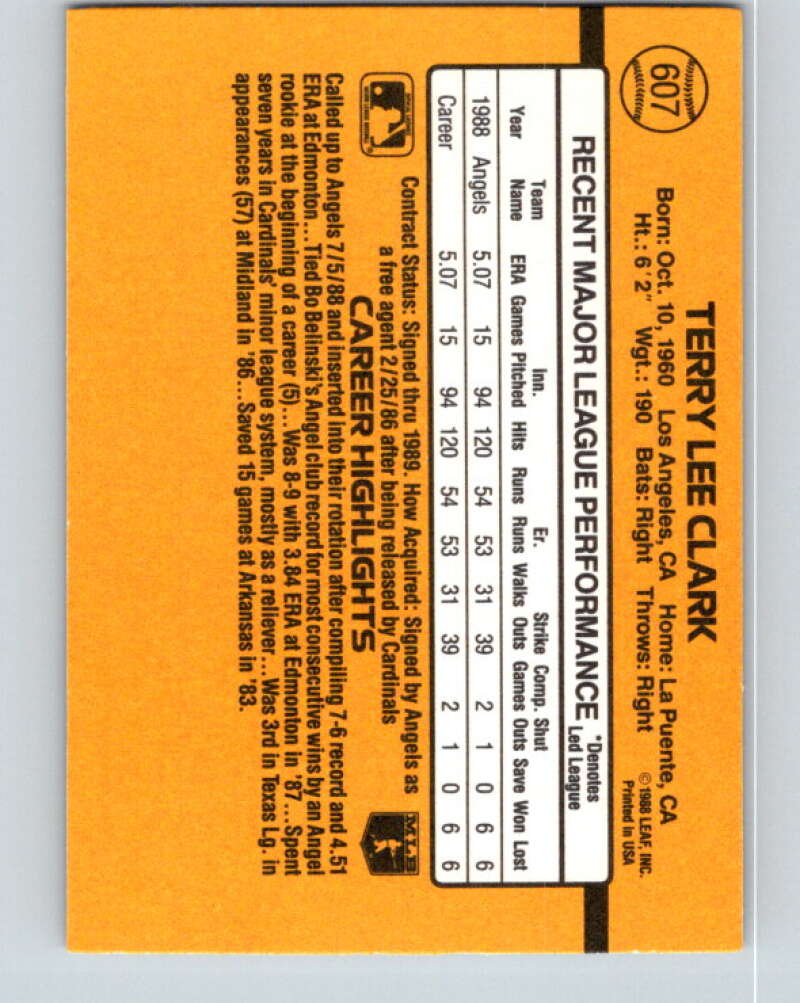 607
TERRY LEE CLARK
Born: Oct. 10, 1960 Los Angeles, CA Home: La Puente, CA
Ht.: 6'2" Wgt.: 190 Bats: Right Throws: Right
©1988 LEAF, INC.
Printed in USA
RECENT MAJOR LEAGUE PERFORMANCE *Denotes
Led League
Team Inn. Er. Strike Comp. Shut
Year Name ERA Games Pitched Hits Runs Runs Walks Outs Games Outs Save Won Lost
1988 Angels 5.07 15 94 120 54 53 31 39 2 1 0 6 6
Career 5.07 15 94 120 54 53 31 39 2 1 0 6 6
Contract Status: Signed thru 1989. How Acquired: Signed by Angels as
a free agent 2/25/86 after being released by Cardinals
MLB
CAREER HIGHLIGHTS
Called up to Angels 7/5/88 and inserted into their rotation after compiling 7-6 record and 4.51
ERA at Edmonton...Tied Bo Belinski's Angel club record for most consecutive wins by an Angel
rookie at the beginning of a career (5)...Was 8-9 with 3.84 ERA at Edmonton in '87...Spent
seven years in Cardinals' minor league system, mostly as a reliever...Was 3rd in Texas Lg. in
appearances (57) at Midland in '86...Saved 15 games at Arkansas in '83.